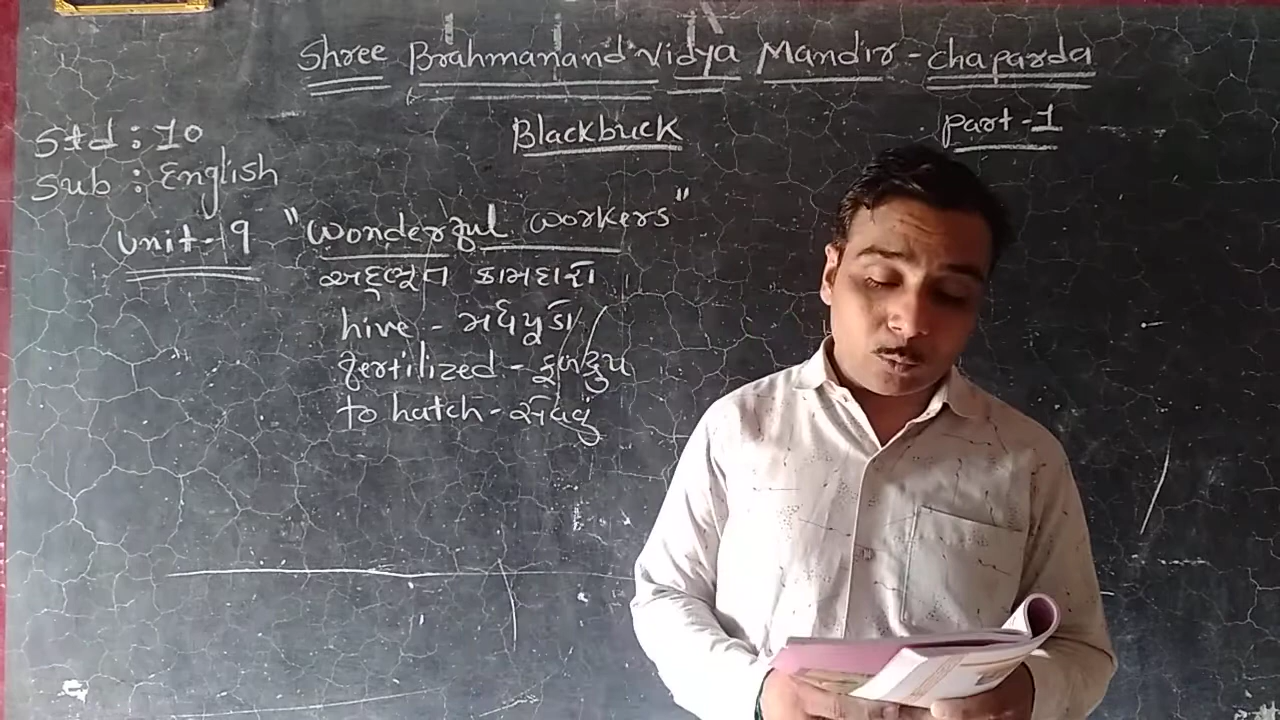 Shree Brahmanand Vidya Mandir - Chaparda
Blackbuck
Part - 1
Std : 10
Sub : English
Unit - 9 "Wonderful workers"
અદ્ભૂત કામદારો
hive - મધપૂડો
fertilized - ફળદ્રુપ
to hatch - સેવવું